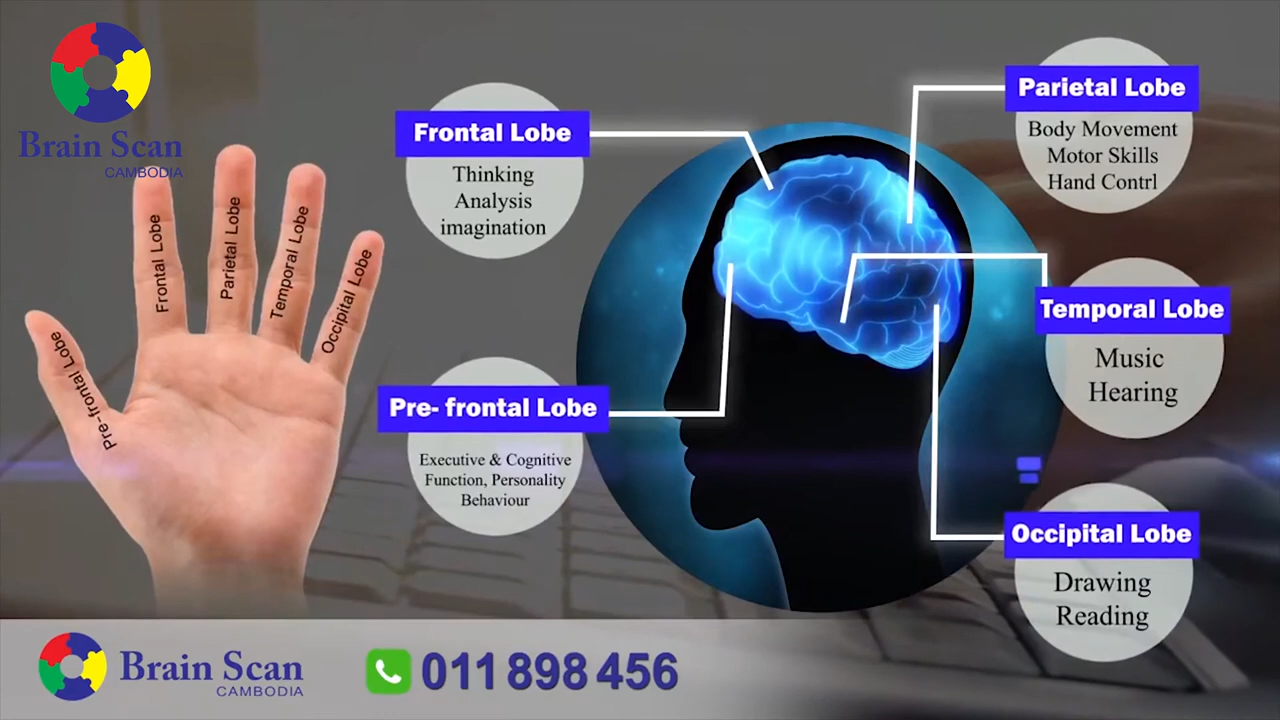 Brain Scan
CAMBODIA
Pre-frontal Lobe
Frontal Lobe
Parietal Lobe
Temporal Lobe
Occipital Lobe
Frontal Lobe
Thinking
Analysis
imagination
Pre- frontal Lobe
Executive & Cognitive
Function, Personality
Behaviour
Parietal Lobe
Body Movement
Motor Skills
Hand Contrl
Temporal Lobe
Music
Hearing
Occipital Lobe
Drawing
Reading
Brain Scan
CAMBODIA
011 898 456